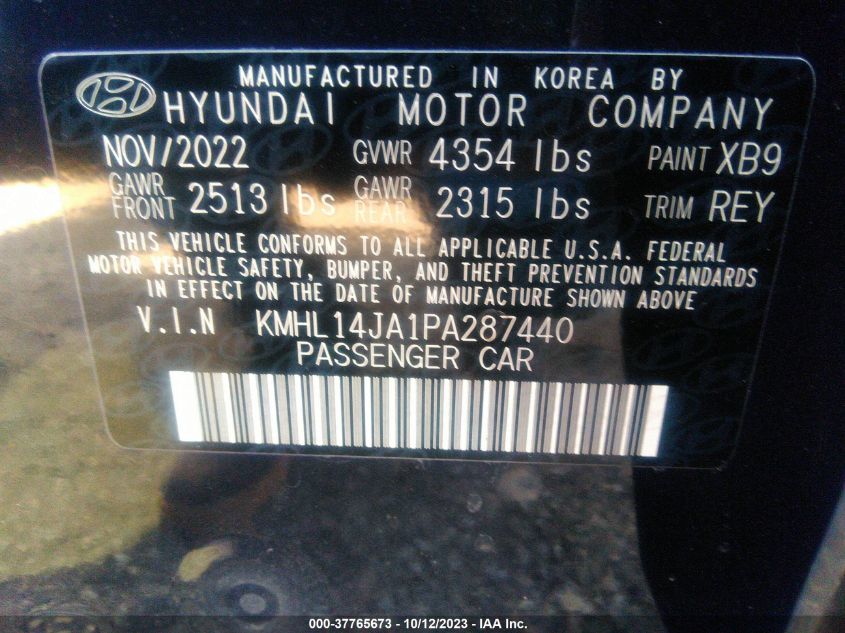 MANUFACTURED IN KOREA BY
HYUNDAI MOTOR COMPANY
NOV/2022 GVWR 4354 lbs PAINT XB9
GAWR FRONT 2513 lbs GAWR REAR 2315 lbs TRIM REY
THIS VEHICLE CONFORMS TO ALL APPLICABLE U.S.A. FEDERAL
MOTOR VEHICLE SAFETY, BUMPER, AND THEFT PREVENTION STANDARDS
IN EFFECT ON THE DATE OF MANUFACTURE SHOWN ABOVE
V.I.N KMHL14JA1PA287440
PASSENGER CAR
000-37765673 - 10/12/2023 - IAA Inc.